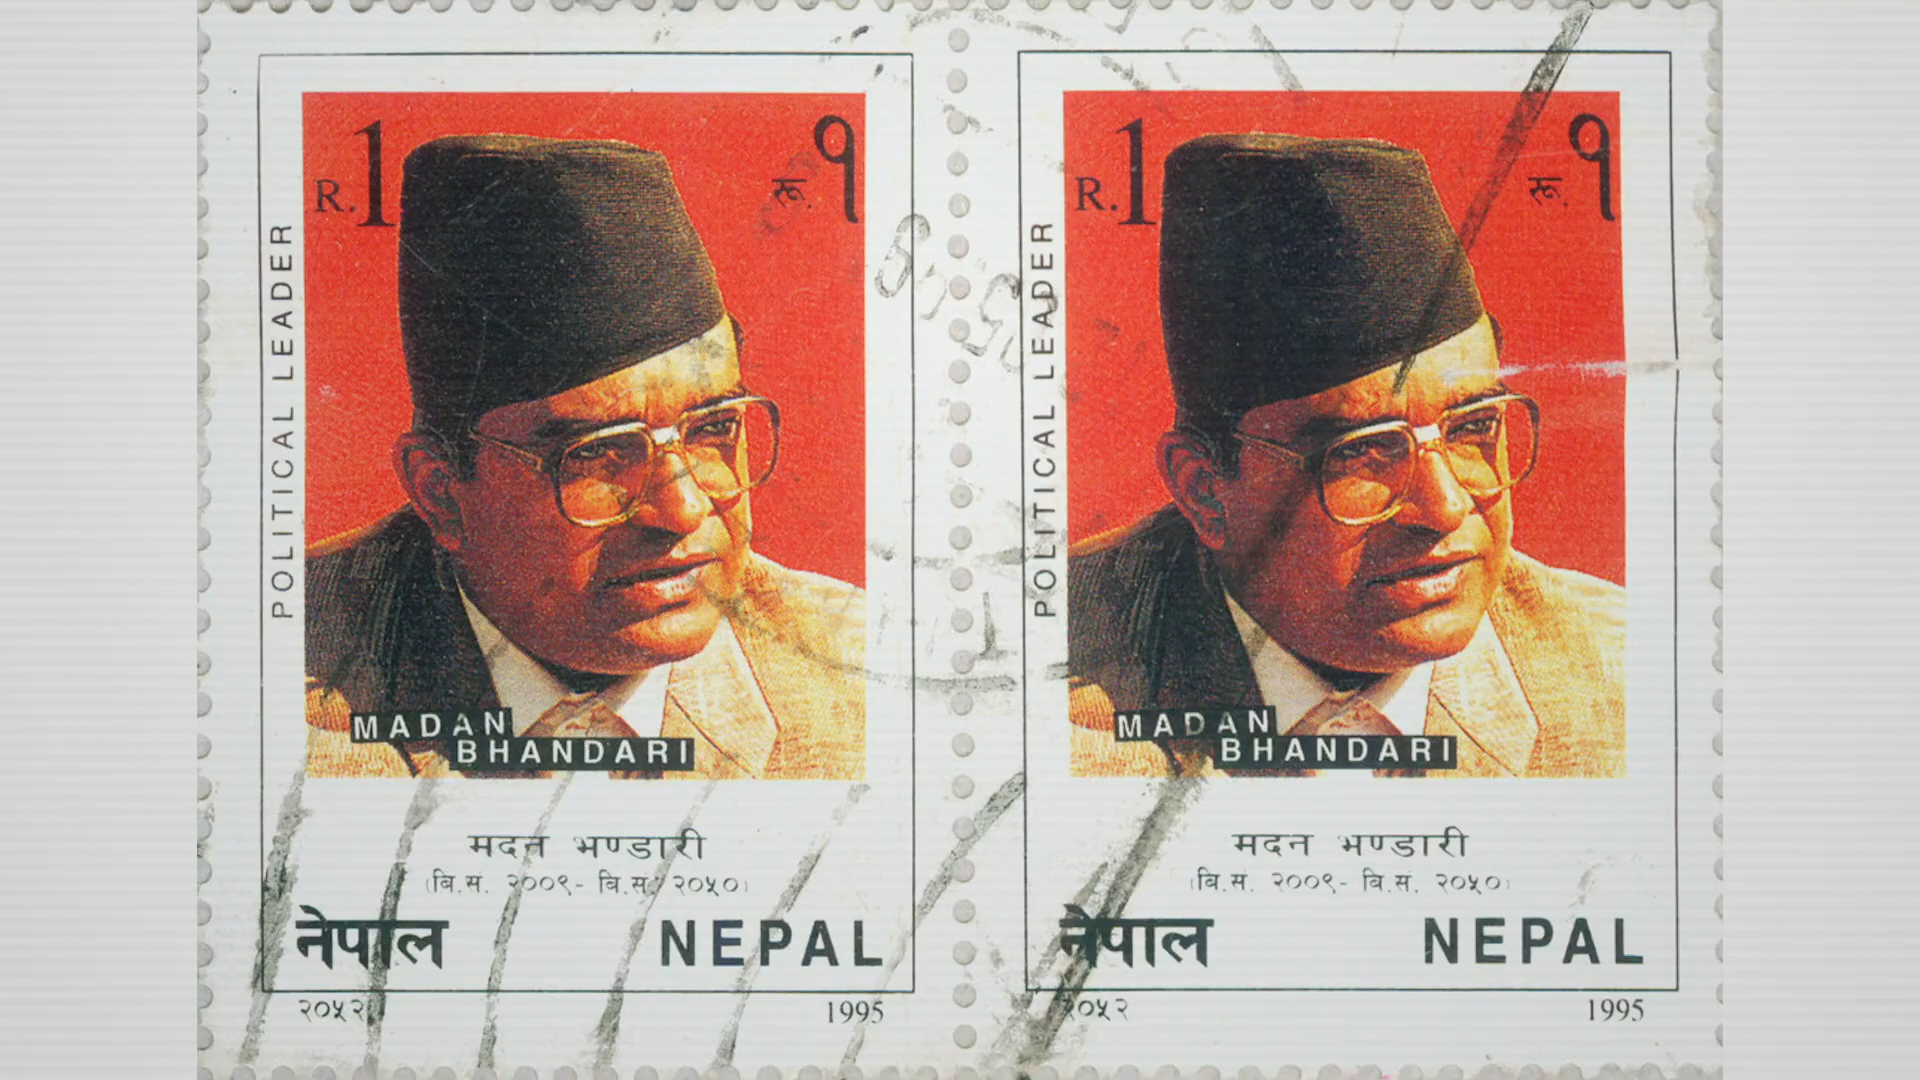 R.1
रू. १
POLITICAL LEADER
MADAN
BHANDARI
मदन भण्डारी
(बि.सं. २००९- बि.सं. २०५०)
नेपाल NEPAL
२०५२ 1995
R.1
रू. १
POLITICAL LEADER
MADAN
BHANDARI
मदन भण्डारी
(बि.सं. २००९- बि.सं. २०५०)
नेपाल NEPAL
२०५२ 1995